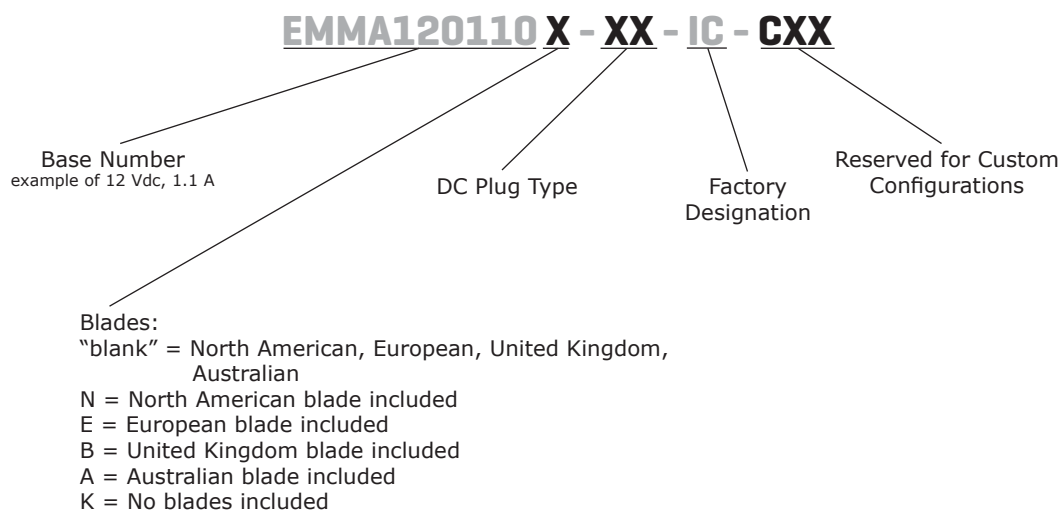 EMMA120110 X - XX - IC - CXX
Base Number
example of 12 Vdc, 1.1 A
DC Plug Type
Factory
Designation
Reserved for Custom
Configurations
Blades:
“blank” = North American, European, United Kingdom,
Australian
N = North American blade included
E = European blade included
B = United Kingdom blade included
A = Australian blade included
K = No blades included